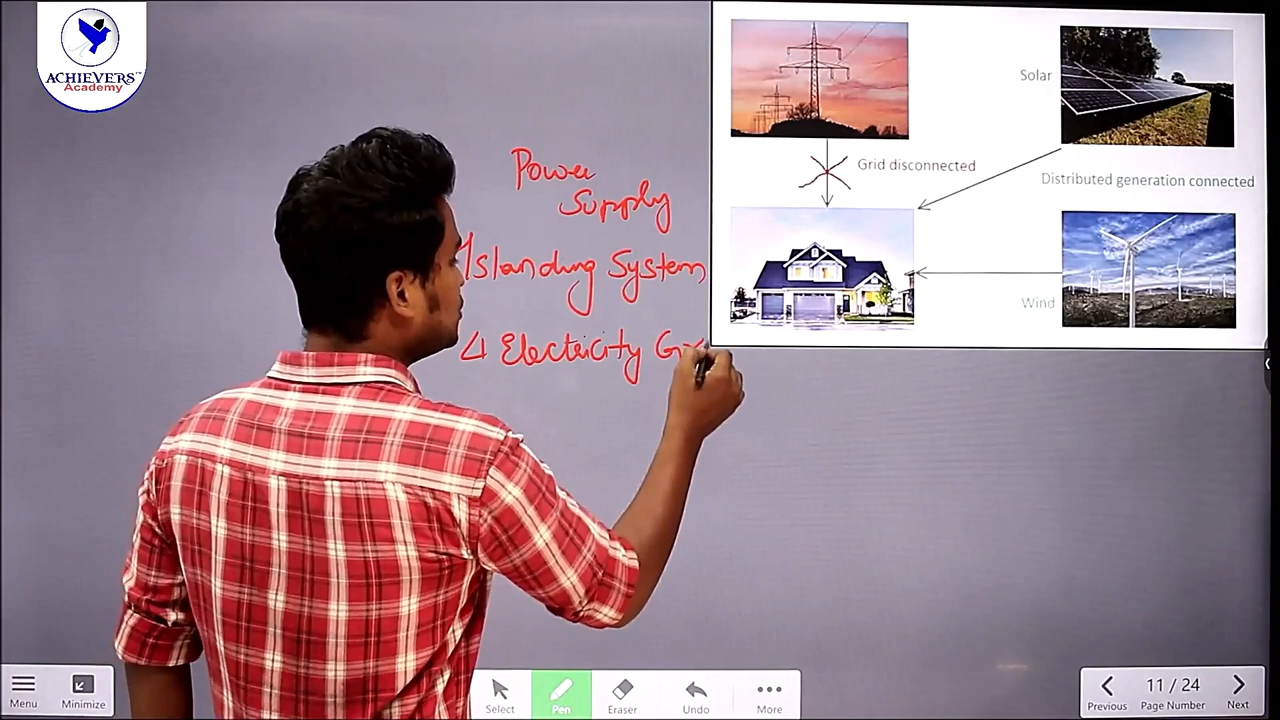 ACHIEVERS™
Academy
Power
Supply
Islanding System
Electricity
Solar
Grid disconnected
Distributed generation connected
Wind
Menu
Minimize
Select
Pen
Eraser
Undo
More
Previous
11 / 24
Page Number
Next